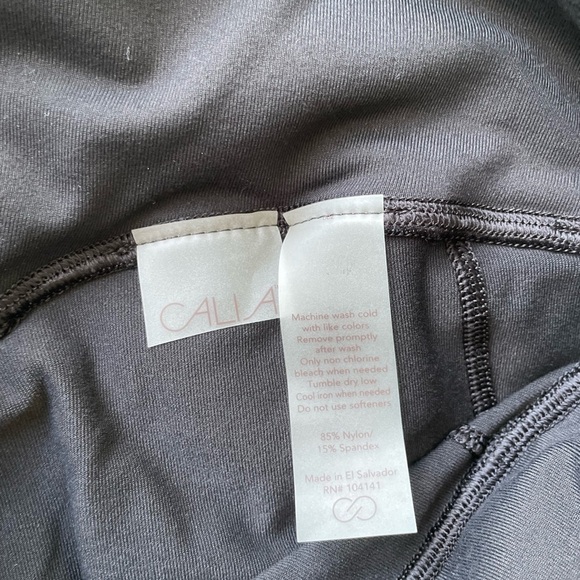 CALIA
Machine wash cold
with like colors
Remove promptly
after wash
Only non chlorine
bleach when needed
Tumble dry low
Cool iron when needed
Do not use softeners
85% Nylon/
15% Spandex
Made in El Salvador
RN# 104141